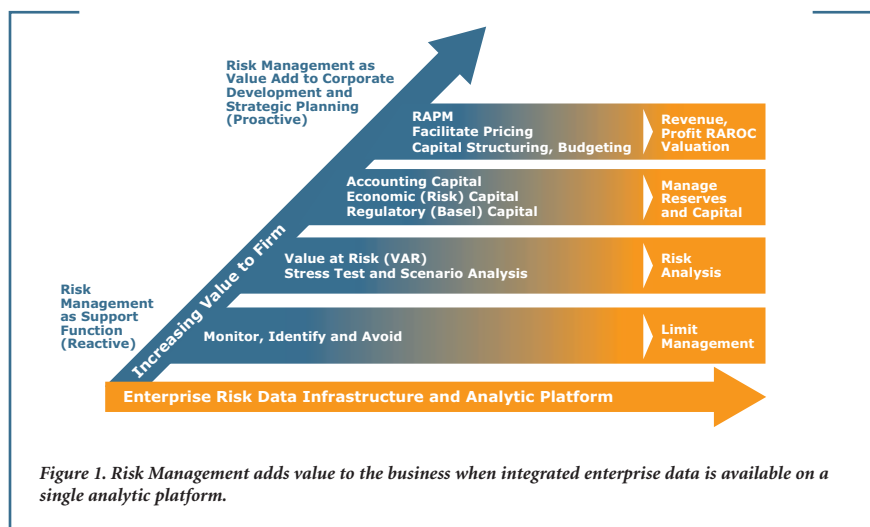 Risk Management as
Value Add to Corporate
Development and
Strategic Planning
(Proactive)
RAPM
Facilitate Pricing
Capital Structuring, Budgeting
Revenue,
Profit RAROC
Valuation
Accounting Capital
Economic (Risk) Capital
Regulatory (Basel) Capital
Manage
Reserves
and Capital
Increasing Value to Firm
Value at Risk (VAR)
Stress Test and Scenario Analysis
Risk
Analysis
Risk
Management
as Support
Function
(Reactive)
Monitor, Identify and Avoid
Limit
Management
Enterprise Risk Data Infrastructure and Analytic Platform
Figure 1. Risk Management adds value to the business when integrated enterprise data is available on a
single analytic platform.